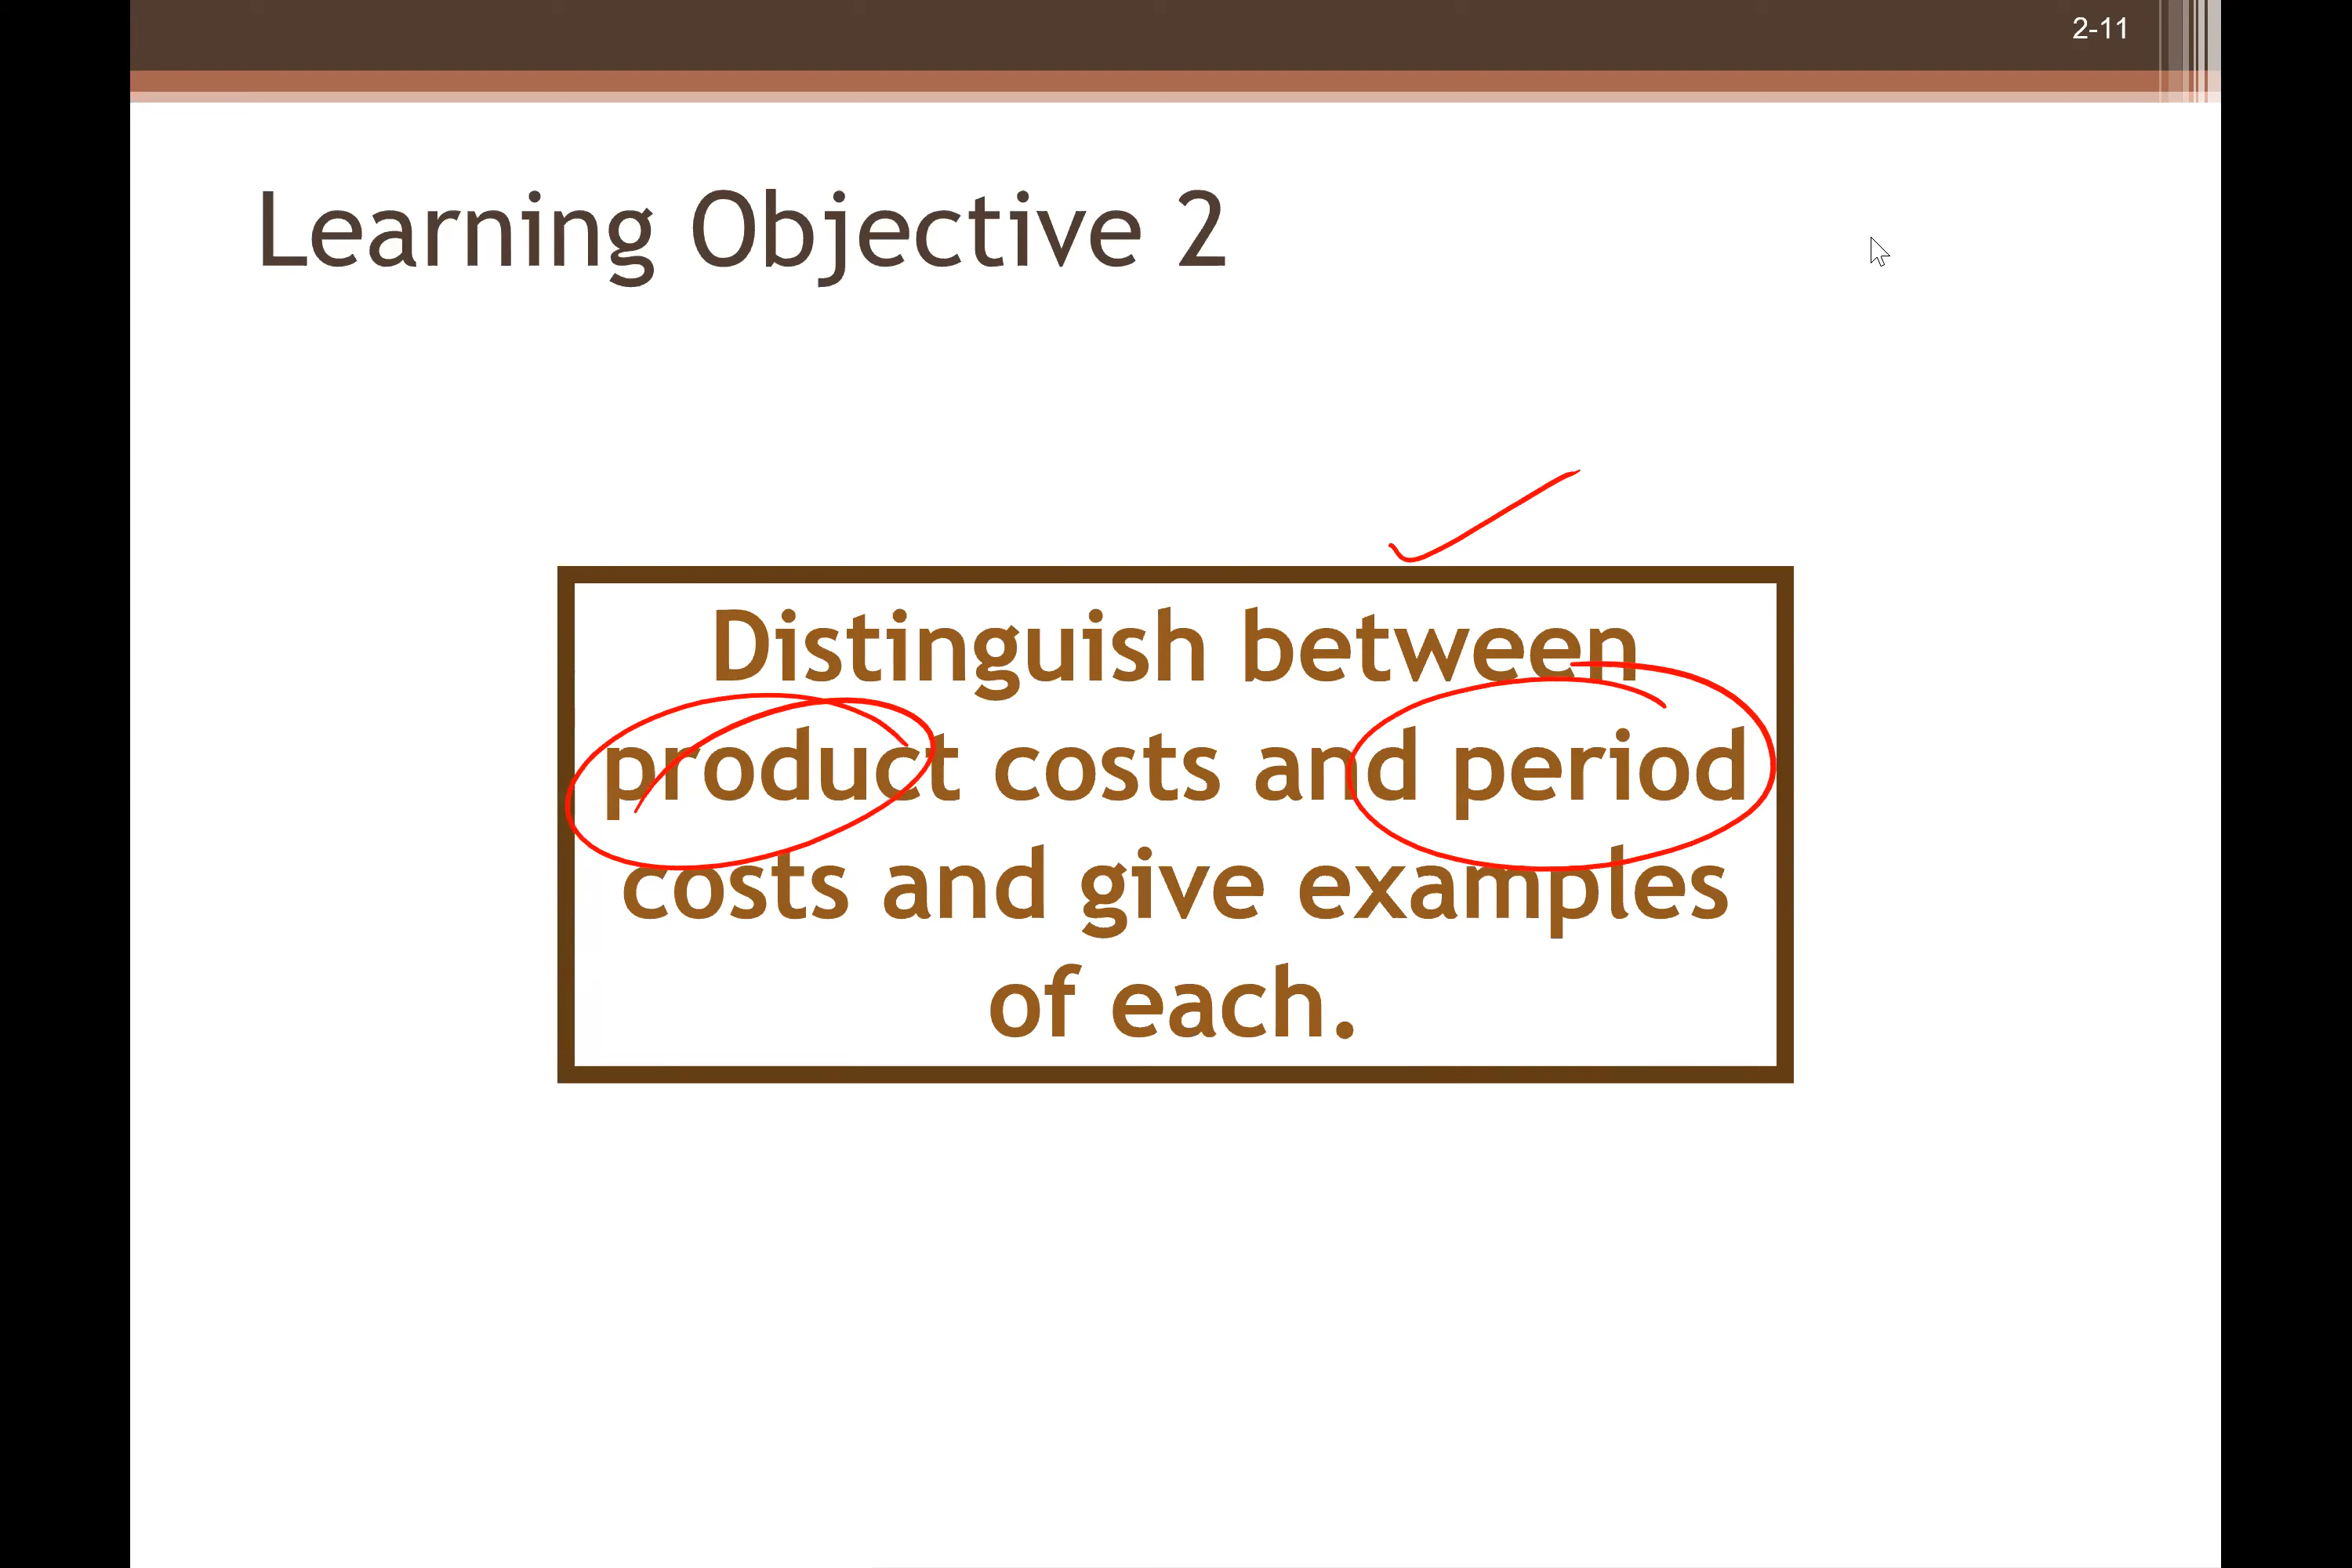 2-11
Learning Objective 2
Distinguish between
product costs and period
costs and give examples
of each.